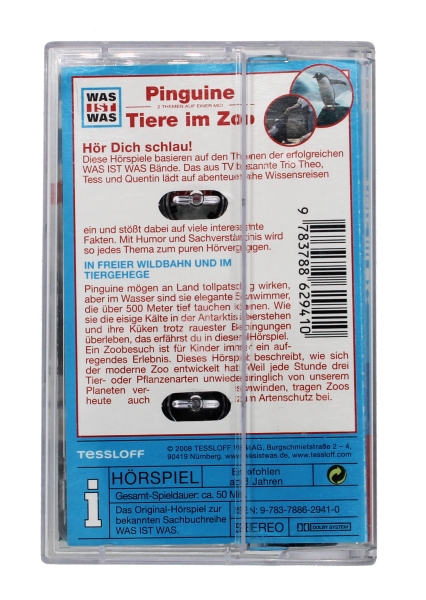 WAS
IST
WAS
Pinguine
2 THEMEN AUF EINER MC!
Tiere im Zoo
Hör Dich schlau!
Diese Hörspiele basieren auf den Themen der erfolgreichen
WAS IST WAS Bände. Das aus TV bekannte Trio Theo,
Tess und Quentin lädt auf abenteuerliche Wissensreisen
ein und stößt dabei auf viele interessante
Fakten. Mit Humor und Sachverständnis wird
so jedes Thema zum puren Hörvergnügen.
IN FREIER WILDBAHN UND IM
TIERGEHEGE
Pinguine mögen an Land tollpatschig wirken,
aber im Wasser sind sie elegante Schwimmer,
die über 500 Meter tief tauchen können. Wie
sie die eisige Kälte in der Antarktis überstehen
und ihre Küken trotz rauester Bedingungen
überleben, das erfährst du in diesem Hörspiel.
Ein Zoobesuch ist für Kinder immer ein auf-
regendes Erlebnis. Dieses Hörspiel beschreibt, wie sich
der moderne Zoo entwickelt hat. Weil jede Stunde drei
Tier- oder Pflanzenarten unwiederbringlich von unserem
Planeten verschwinden, tragen Zoos
heute auch zum Artenschutz bei.
9 783788 629410
TESSLOFF
© 2008 TESSLOFF VERLAG, Burgschmietstraße 2 – 4,
90419 Nürnberg. www.wasistwas.de, www.tessloff.com
i
HÖRSPIEL
Empfohlen
ab 8 Jahren
Gesamt-Spieldauer: ca. 50 Min
Das Original-Hörspiel zur
bekannten Sachbuchreihe
WAS IST WAS.
ISBN: 9-783-7886-2941-0
STEREO
DOLBY SYSTEM